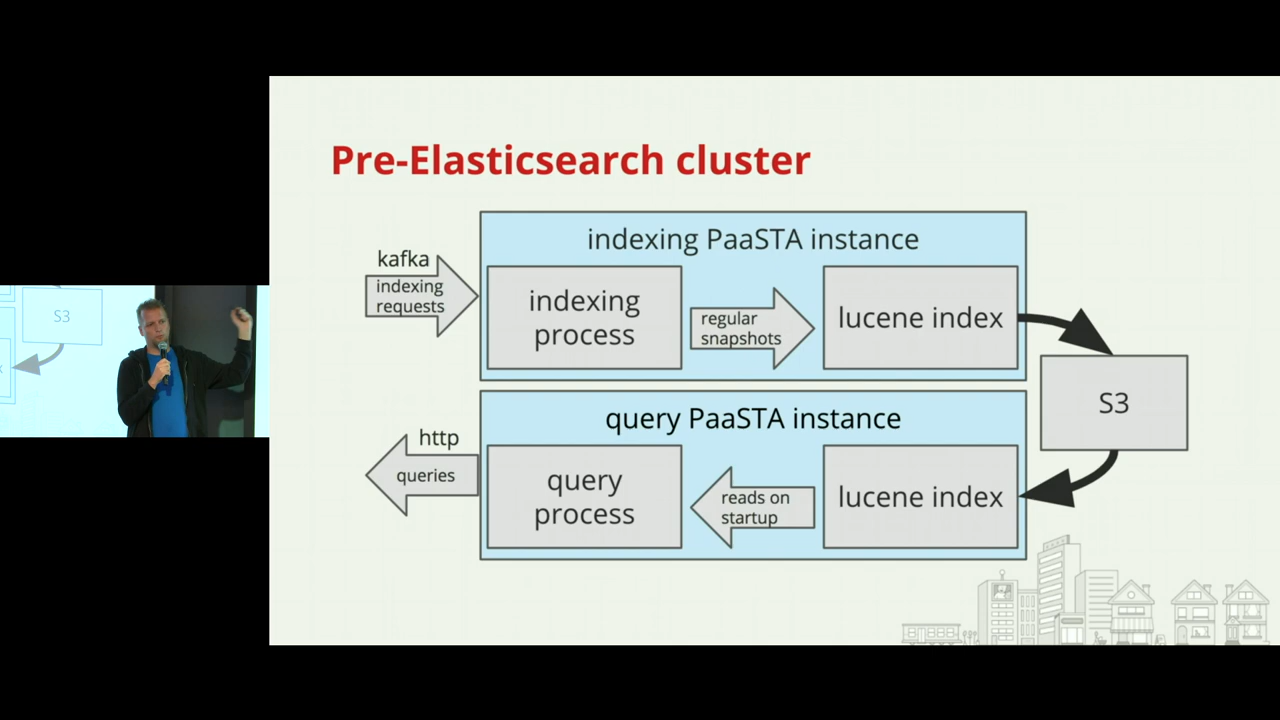 Pre-Elasticsearch cluster
indexing PaaSTA instance
kafka
indexing
requests
indexing
process
regular
snapshots
lucene index
S3
query PaaSTA instance
http
queries
query
process
reads on
startup
lucene index
S3